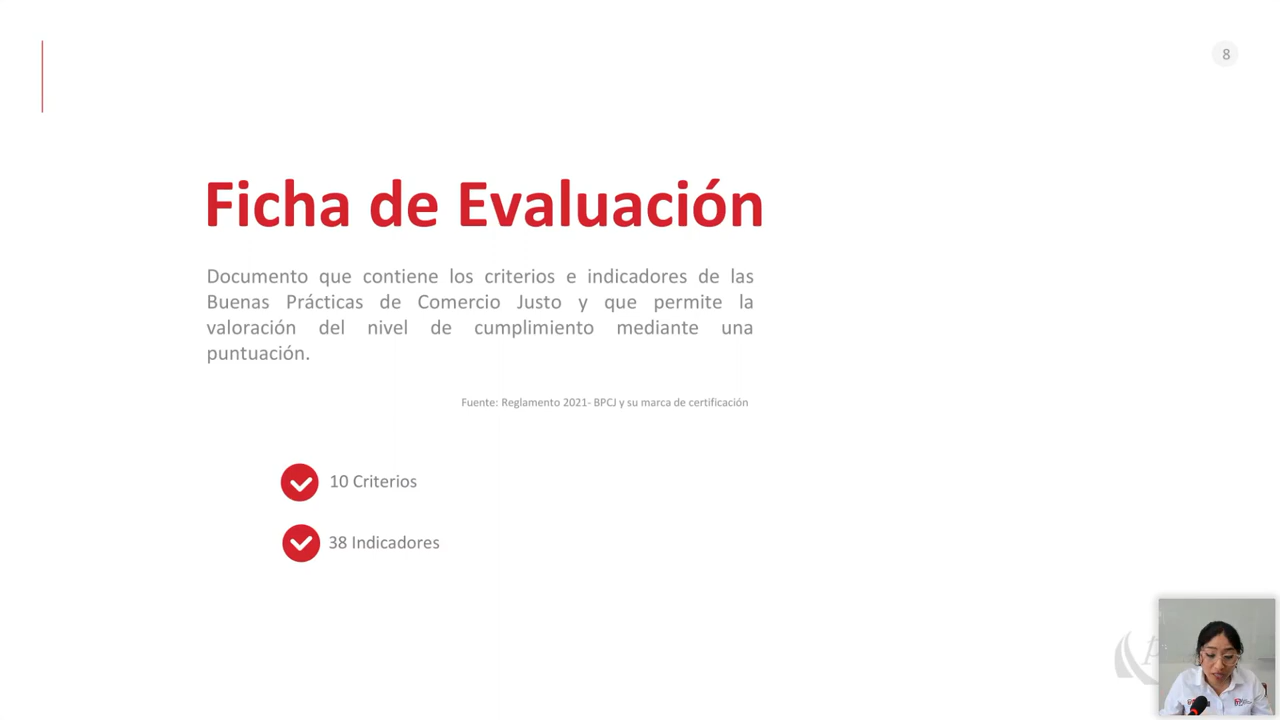 8
Ficha de Evaluación
Documento que contiene los criterios e indicadores de las
Buenas Prácticas de Comercio Justo y que permite la
valoración del nivel de cumplimiento mediante una
puntuación.
Fuente: Reglamento 2021- BPCJ y su marca de certificación
10 Criterios
38 Indicadores